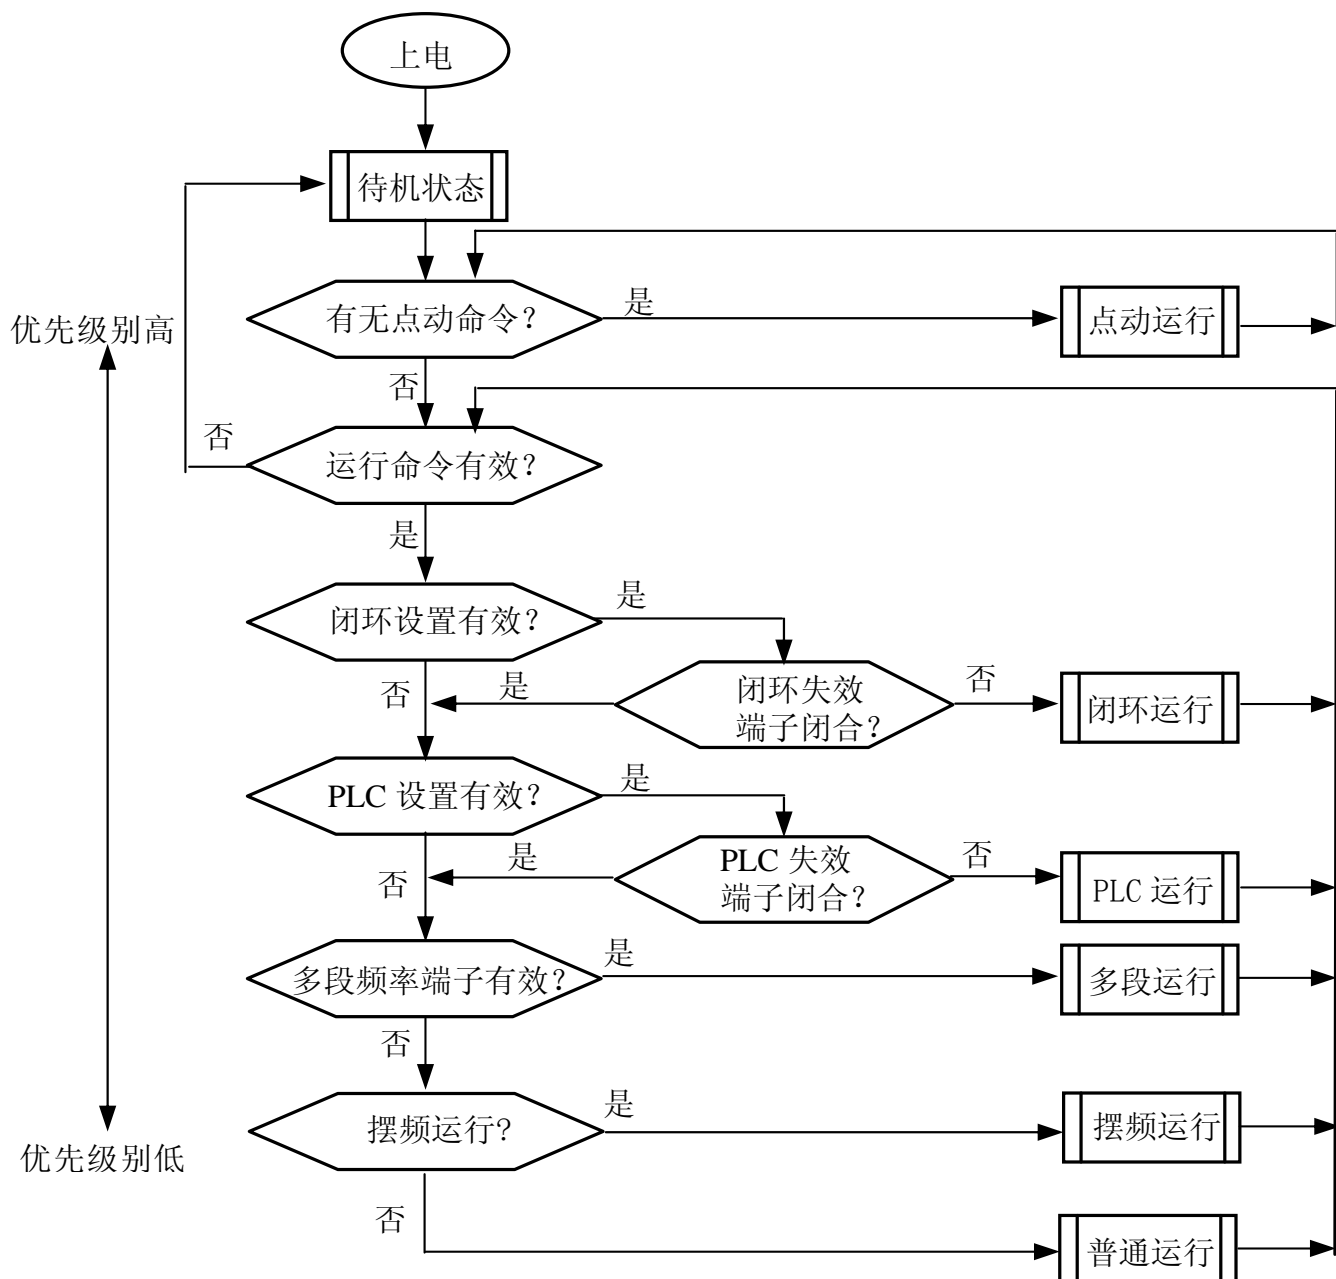 上电
待机状态
有无点动命令？
是
点动运行
优先级别高
否
否
运行命令有效？
是
闭环设置有效？
是
否
是
闭环失效
端子闭合？
否
闭环运行
PLC 设置有效？
是
否
是
PLC 失效
端子闭合？
否
PLC 运行
多段频率端子有效？
是
多段运行
否
摆频运行？
是
摆频运行
优先级别低
否
普通运行